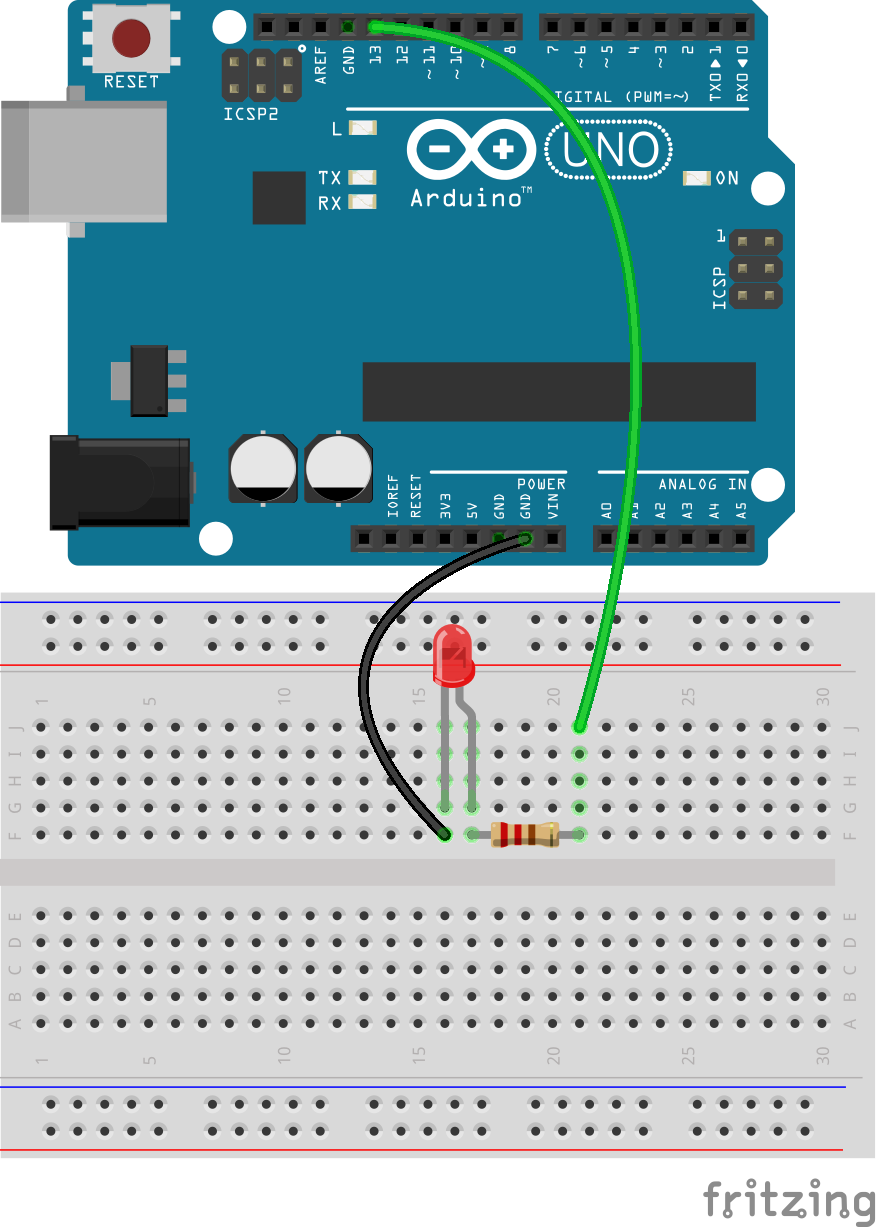 RESET
ICSP2
AREF
GND
13
12
~11
~10
~
8
7
~6
~5
4
~3
2
TX0▶1
RX0◀0
IGITAL (PWM=~)
L
TX
RX
UNO
Arduino™
ON
1
ICSP
POWER
ANALOG IN
IOREF
RESET
3V3
5V
GND
GND
VIN
A0
A1
A2
A3
A4
A5
1 5 10 15 20 25 30
J J
I I
H H
G G
F F
E E
D D
C C
B B
A A
1 5 10 15 20 25 30
fritzing